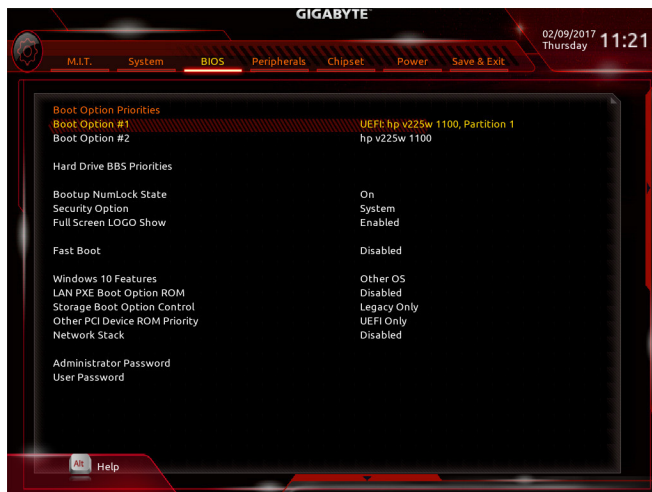 GIGABYTE™
02/09/2017 11:21
Thursday
M.I.T. System BIOS Peripherals Chipset Power Save & Exit
Boot Option Priorities
Boot Option #1 UEFI: hp v225w 1100, Partition 1
Boot Option #2 hp v225w 1100
Hard Drive BBS Priorities
Bootup NumLock State On
Security Option System
Full Screen LOGO Show Enabled
Fast Boot Disabled
Windows 10 Features Other OS
LAN PXE Boot Option ROM Disabled
Storage Boot Option Control Legacy Only
Other PCI Device ROM Priority UEFI Only
Network Stack Disabled
Administrator Password
User Password
Alt Help